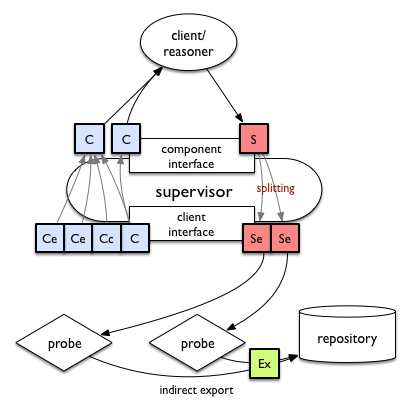 client/
reasoner
C
C
S
component
interface
splitting
supervisor
client
interface
Ce
Ce
Cc
C
Se
Se
probe
probe
Ex
repository
indirect export